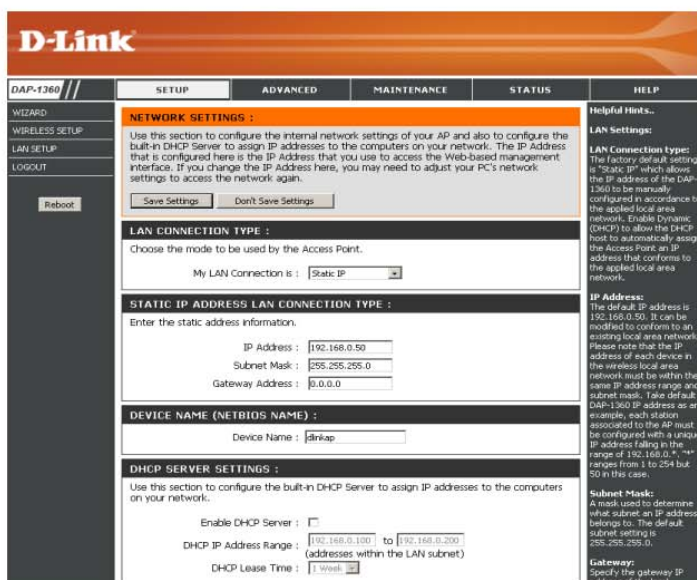 D-Link
DAP-1360
SETUP
ADVANCED
MAINTENANCE
STATUS
HELP
WIZARD
WIRELESS SETUP
LAN SETUP
LOGOUT
Reboot
NETWORK SETTINGS :
Use this section to configure the internal network settings of your AP and also to configure the
built-in DHCP Server to assign IP addresses to the computers on your network. The IP Address
that is configured here is the IP Address that you use to access the Web-based management
interface. If you change the IP Address here, you may need to adjust your PC's network
settings to access the network again.
Save Settings
Don't Save Settings
LAN CONNECTION TYPE :
Choose the mode to be used by the Access Point.
My LAN Connection is : Static IP
STATIC IP ADDRESS LAN CONNECTION TYPE :
Enter the static address information.
IP Address : 192.168.0.50
Subnet Mask : 255.255.255.0
Gateway Address : 0.0.0.0
DEVICE NAME (NETBIOS NAME) :
Device Name : dlinkap
DHCP SERVER SETTINGS :
Use this section to configure the built-in DHCP Server to assign IP addresses to the computers
on your network.
Enable DHCP Server :
DHCP IP Address Range : 192.168.0.100 to 192.168.0.200
(addresses within the LAN subnet)
DHCP Lease Time : 1 Week
Helpful Hints..
LAN Settings:
LAN Connection type:
The factory default setting
is "Static IP" which allows
the IP address of the DAP-
1360 to be manually
configured in accordance to
the applied local area
network. Enable Dynamic
(DHCP) to allow the DHCP
host to automatically assign
the Access Point an IP
address that conforms to
the applied local area
network.
IP Address:
The default IP address is
192.168.0.50. It can be
modified to conform to an
existing local area network.
Please note that the IP
address of each device in
the wireless local area
network must be within the
same IP address range and
subnet mask. Take default
DAP-1360 IP address as an
example, each station
associated to the AP must
be configured with a unique
IP address falling in the
range of 192.168.0.*. "*"
ranges from 1 to 254 but
50 in this case.
Subnet Mask:
A mask used to determine
what subnet an IP address
belongs to. The default
subnet setting is
255.255.255.0.
Gateway:
Specify the gateway IP